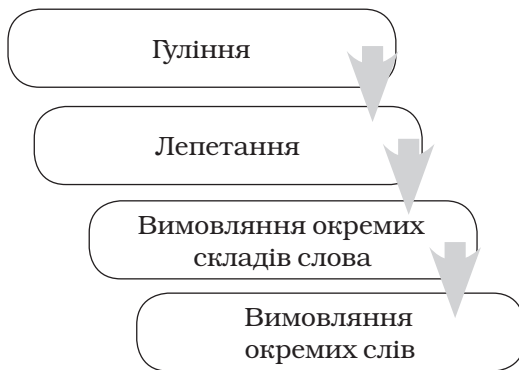 Гуління
Лепетання
Вимовляння окремих
складів слова
Вимовляння
окремих слів